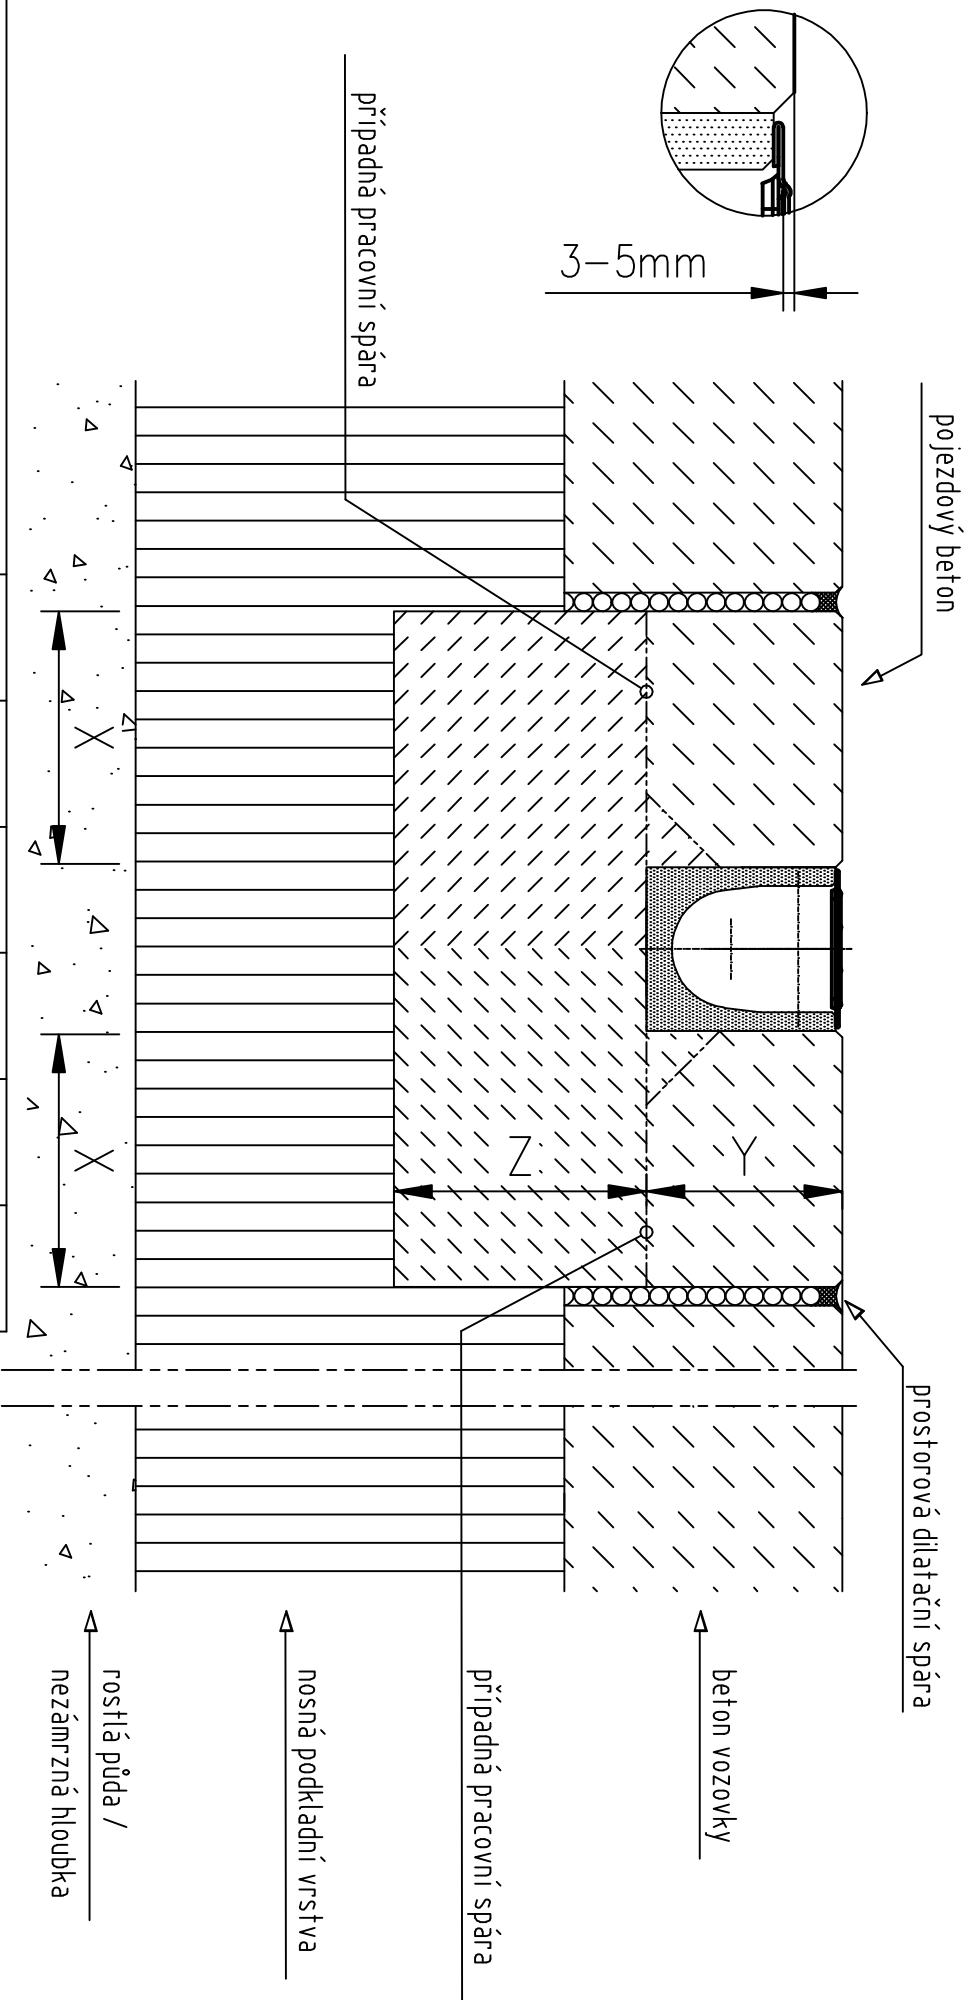 3-5mm
případná pracovní spára
pojezdový beton
prostorová dilatační spára
X
X
Z
Y
beton vozovky
případná pracovní spára
nosná podkladní vrstva
rostlá půda /
nezámrzná hloubka